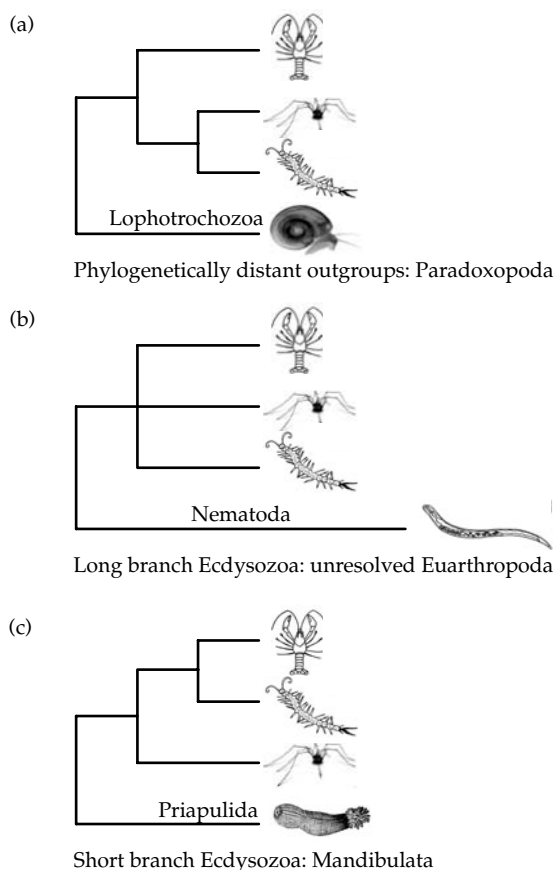 (a)
Lophotrochozoa
Phylogenetically distant outgroups: Paradoxopoda
(b)
Nematoda
Long branch Ecdysozoa: unresolved Euarthropoda
(c)
Priapulida
Short branch Ecdysozoa: Mandibulata